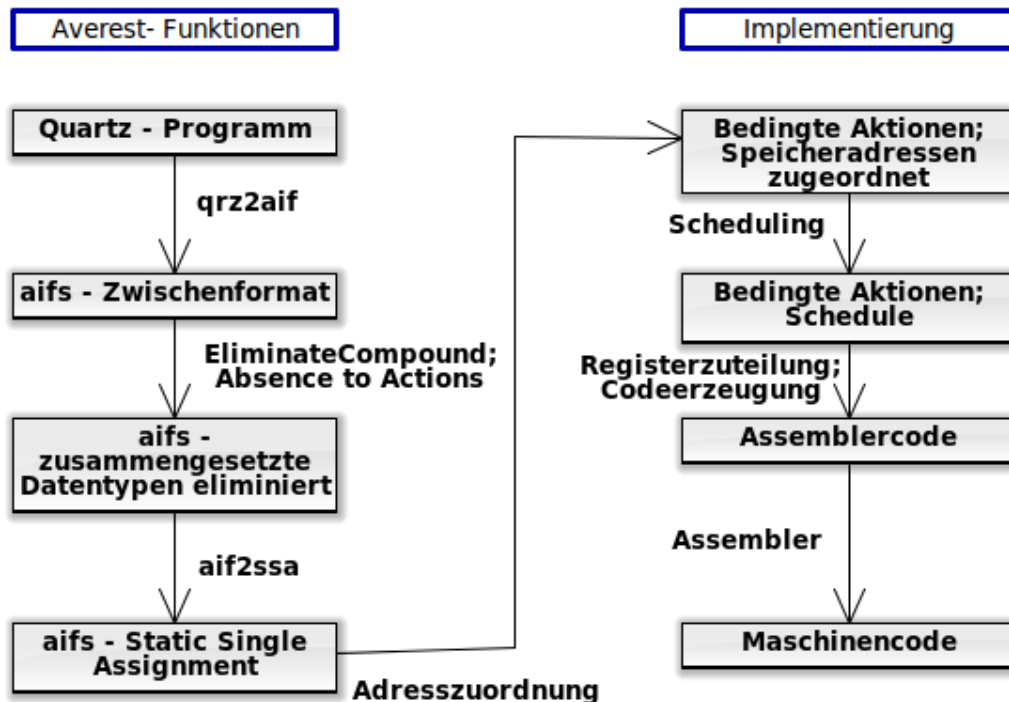 Averest- Funktionen
Quartz - Programm
qrz2aif
aifs - Zwischenformat
EliminateCompound;
Absence to Actions
aifs -
zusammengesetzte
Datentypen eliminiert
aif2ssa
aifs - Static Single
Assignment
Adresszuordnung
Implementierung
Bedingte Aktionen;
Speicheradressen
zugeordnet
Scheduling
Bedingte Aktionen;
Schedule
Registerzuteilung;
Codeerzeugung
Assemblercode
Assembler
Maschinencode